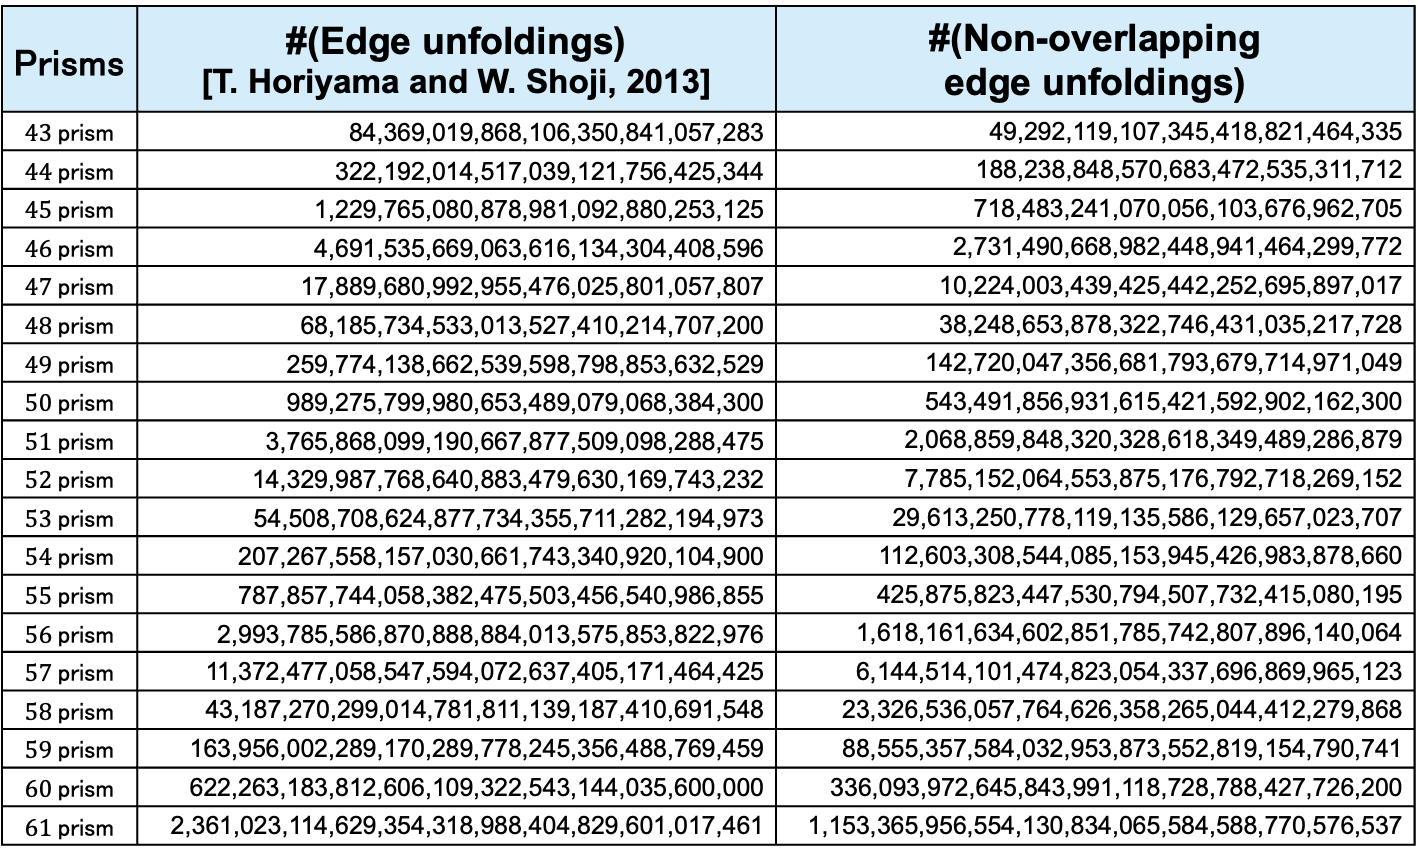 Prisms #(Edge unfoldings) [T. Horiyama and W. Shoji, 2013] #(Non-overlapping edge unfoldings)
43 prism 84,369,019,868,106,350,841,057,283 49,292,119,107,345,418,821,464,335
44 prism 322,192,014,517,039,121,756,425,344 188,238,848,570,683,472,535,311,712
45 prism 1,229,765,080,878,981,092,880,253,125 718,483,241,070,056,103,676,962,705
46 prism 4,691,535,669,063,616,134,304,408,596 2,731,490,668,982,448,941,464,299,772
47 prism 17,889,680,992,955,476,025,801,057,807 10,224,003,439,425,442,252,695,897,017
48 prism 68,185,734,533,013,527,410,214,707,200 38,248,653,878,322,746,431,035,217,728
49 prism 259,774,138,662,539,598,798,853,632,529 142,720,047,356,681,793,679,714,971,049
50 prism 989,275,799,980,653,489,079,068,384,300 543,491,856,931,615,421,592,902,162,300
51 prism 3,765,868,099,190,667,877,509,098,288,475 2,068,859,848,320,328,618,349,489,286,879
52 prism 14,329,987,768,640,883,479,630,169,743,232 7,785,152,064,553,875,176,792,718,269,152
53 prism 54,508,708,624,877,734,355,711,282,194,973 29,613,250,778,119,135,586,129,657,023,707
54 prism 207,267,558,157,030,661,743,340,920,104,900 112,603,308,544,085,153,945,426,983,878,660
55 prism 787,857,744,058,382,475,503,456,540,986,855 425,875,823,447,530,794,507,732,415,080,195
56 prism 2,993,785,586,870,888,884,013,575,853,822,976 1,618,161,634,602,851,785,742,807,896,140,064
57 prism 11,372,477,058,547,594,072,637,405,171,464,425 6,144,514,101,474,823,054,337,696,869,965,123
58 prism 43,187,270,299,014,781,811,139,187,410,691,548 23,326,536,057,764,626,358,265,044,412,279,868
59 prism 163,956,002,289,170,289,778,245,356,488,769,459 88,555,357,584,032,953,873,552,819,154,790,741
60 prism 622,263,183,812,606,109,322,543,144,035,600,000 336,093,972,645,843,991,118,728,788,427,726,200
61 prism 2,361,023,114,629,354,318,988,404,829,601,017,461 1,153,365,956,554,130,834,065,584,588,770,576,537